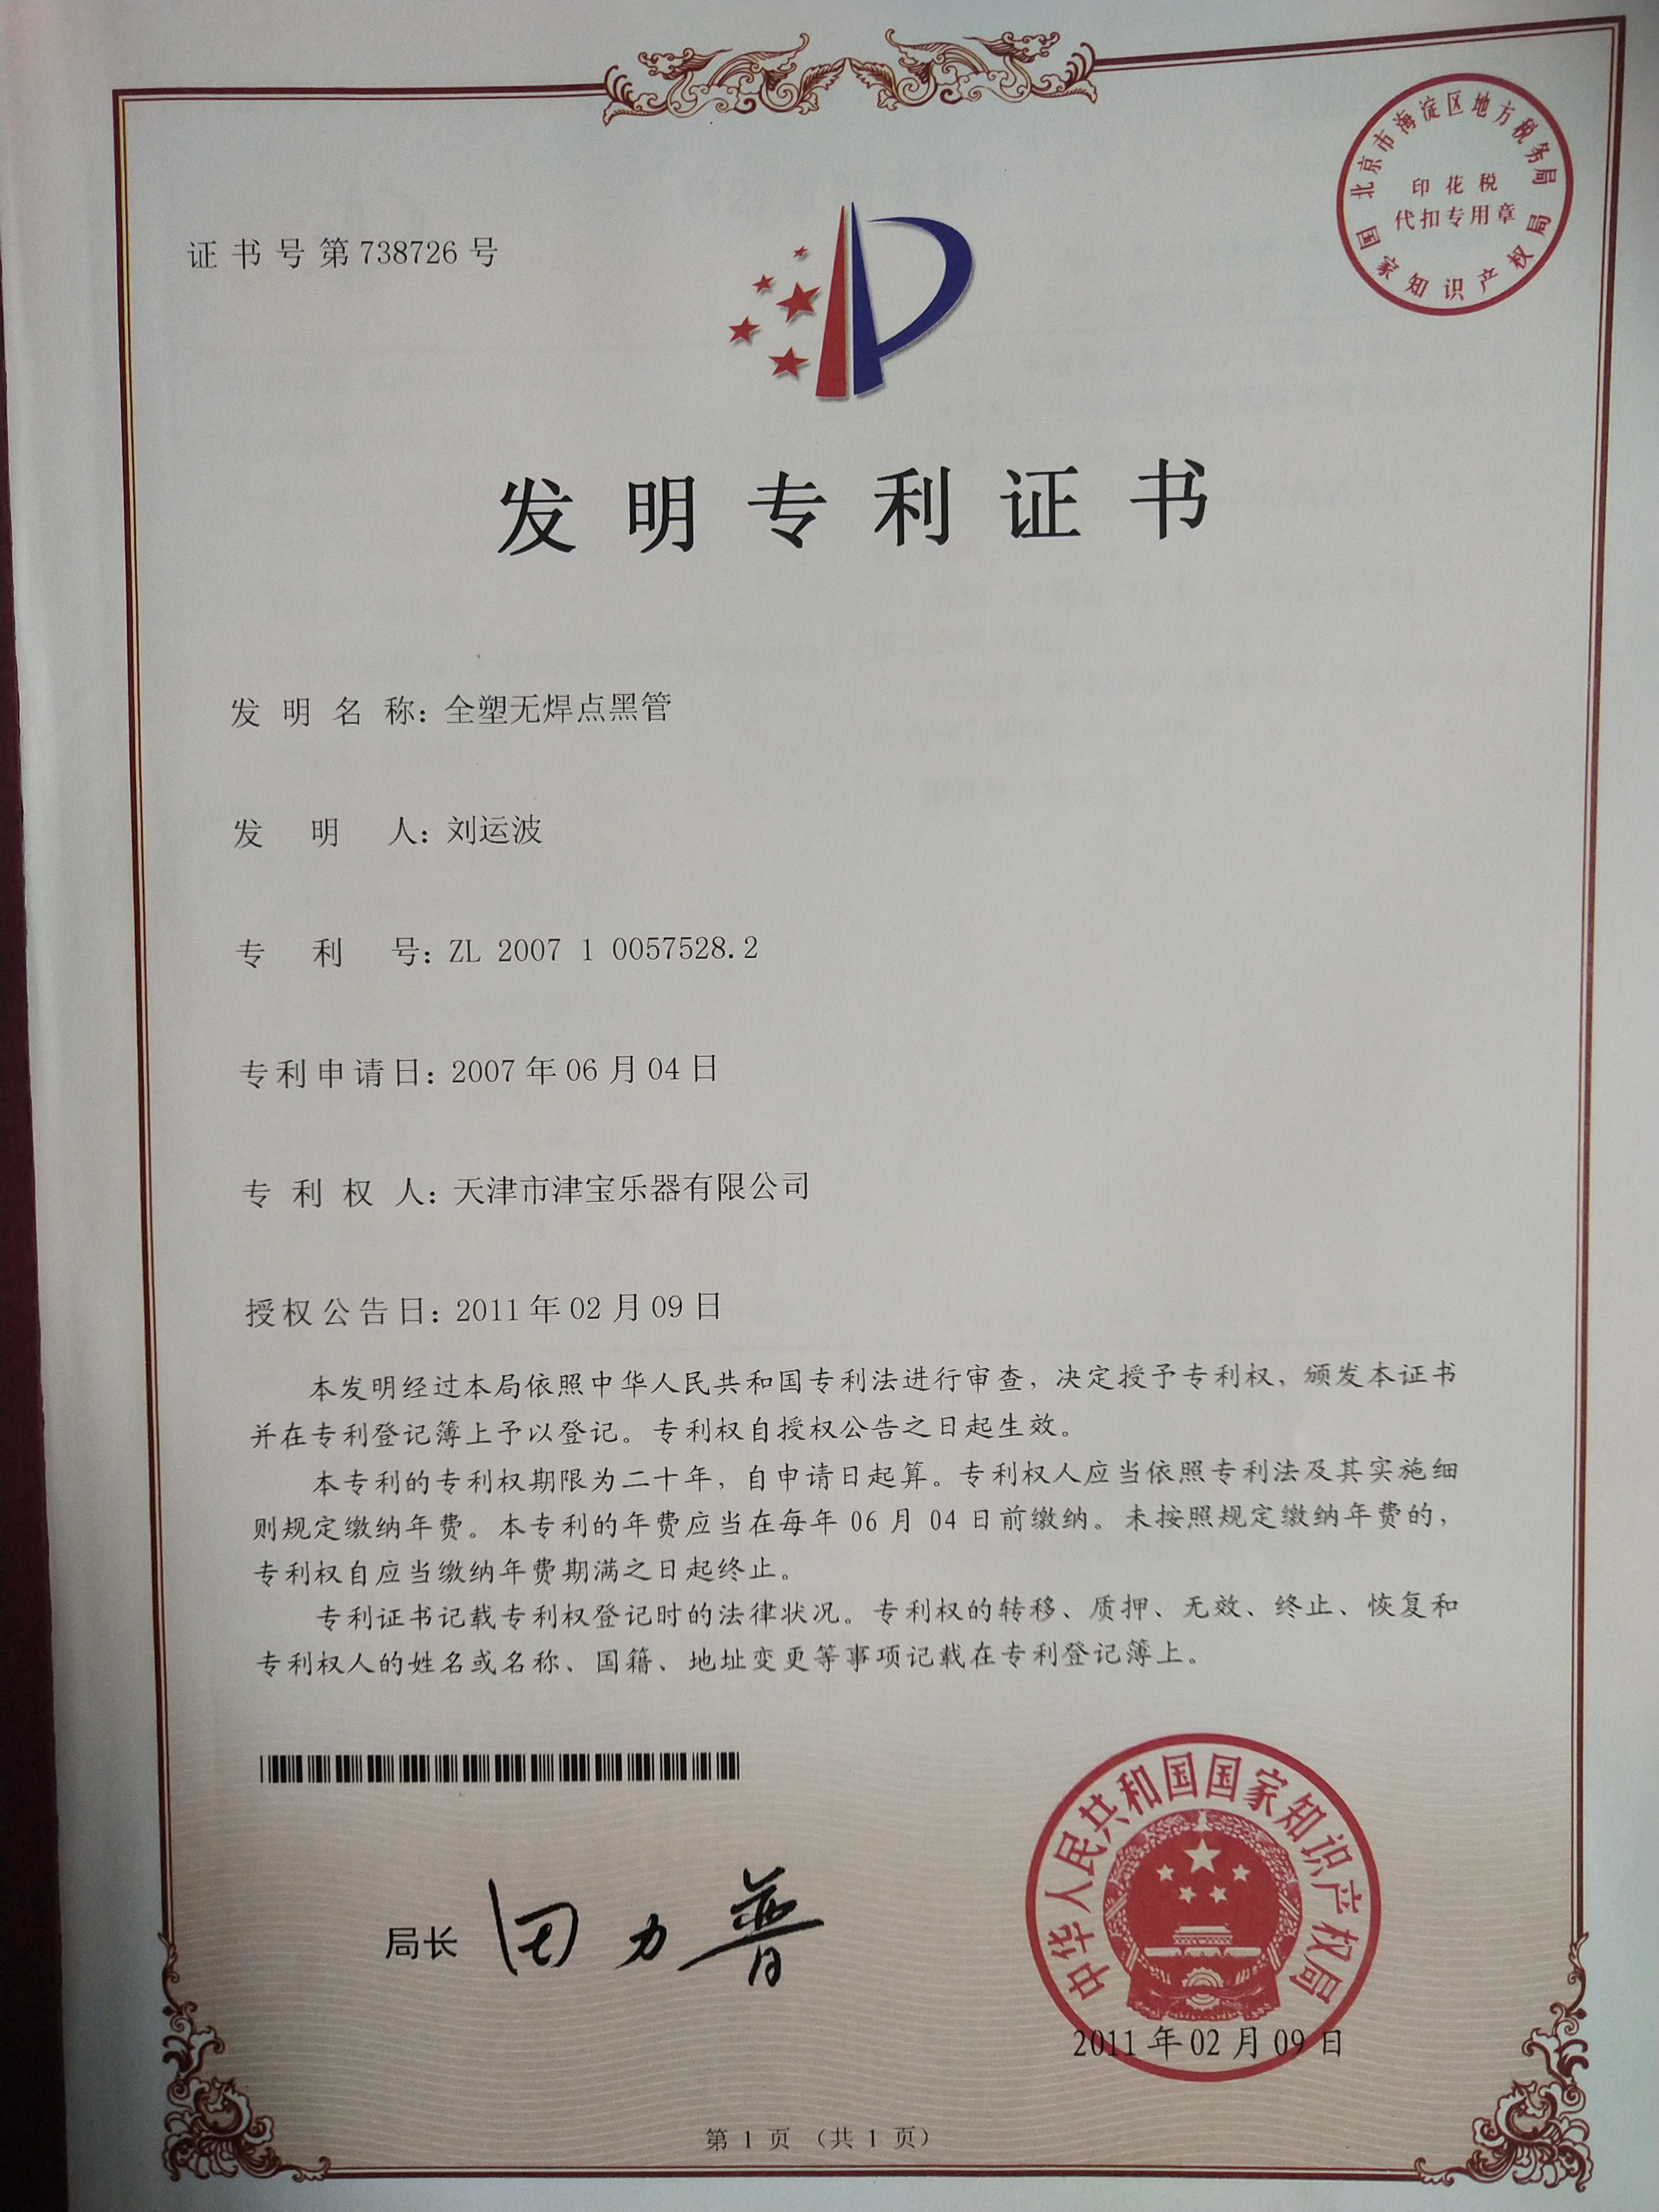 北京市海淀区地方税务局
印花税
代扣专用章
国家知识产权局
证书号第738726号
发明专利证书
发明名称：全塑无焊点黑管
发明人：刘运波
专利号：ZL 2007 1 0057528.2
专利申请日：2007年06月04日
专利权人：天津市津宝乐器有限公司
授权公告日：2011年02月09日
本发明经过本局依照中华人民共和国专利法进行审查，决定授予专利权，颁发本证书
并在专利登记簿上予以登记。专利权自授权公告之日起生效。
本专利的专利权期限为二十年，自申请日起算。专利权人应当依照专利法及其实施细
则规定缴纳年费。本专利的年费应当在每年06月04日前缴纳。未按照规定缴纳年费的，
专利权自应当缴纳年费期满之日起终止。
专利证书记载专利权登记时的法律状况。专利权的转移、质押、无效、终止、恢复和
专利权人的姓名或名称、国籍、地址变更等事项记载在专利登记簿上。
局长 田力普
中华人民共和国国家知识产权局
2011年02月09日
第 1 页 （共 1 页）